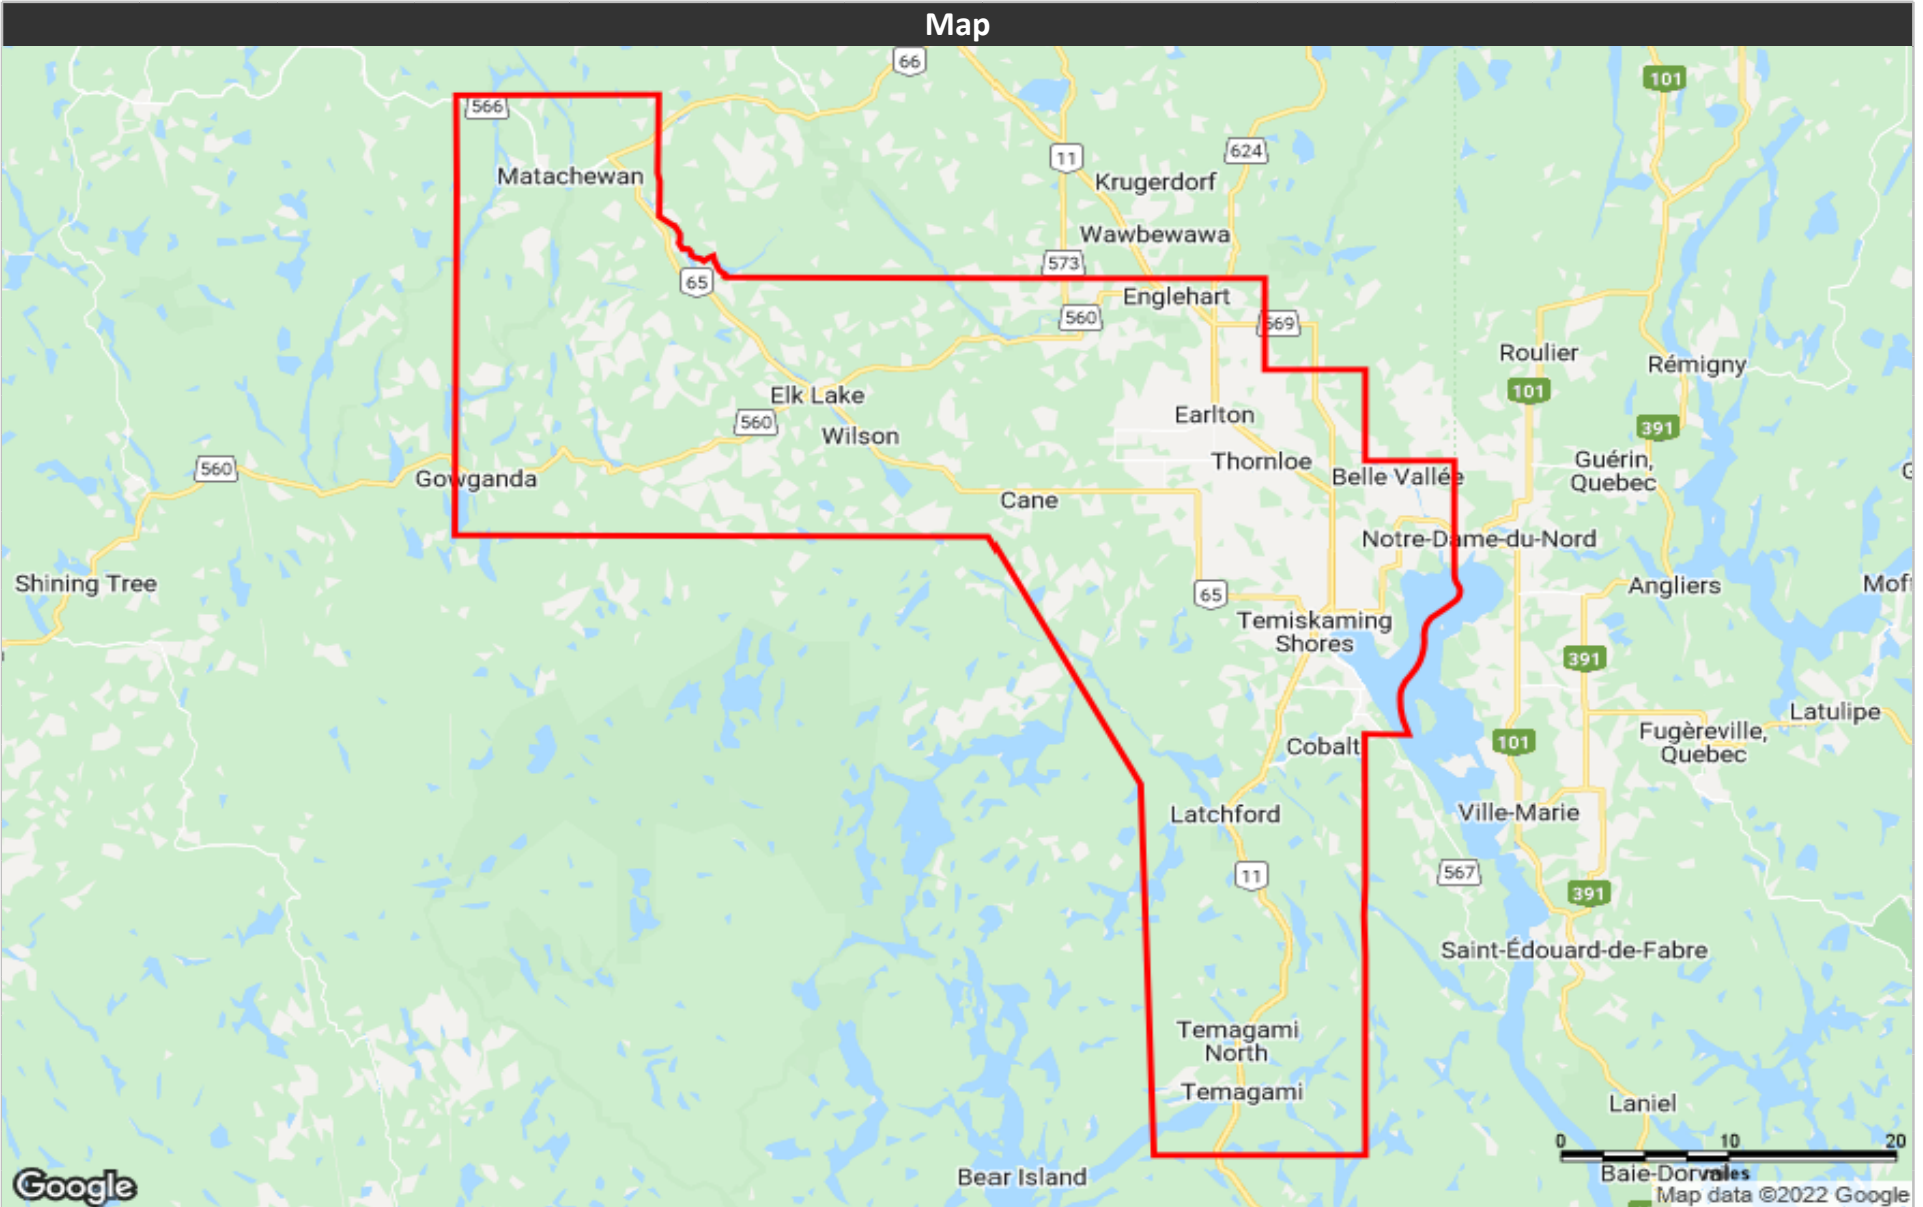 Map
66
101
566
11
624
Matachewan
Krugerdorf
Wawbewawa
573
65
Englehart
560
569
Roulier
Rémigny
101
Elk Lake
560
Earlton
391
Wilson
Thornloe
Guérin,
Quebec
560
Gowganda
Belle Vallée
Cane
Notre-Dame-du-Nord
Shining Tree
65
Angliers
Mof
Temiskaming
Shores
391
Latulipe
Cobalt
101
Fugèreville,
Quebec
Latchford
Ville-Marie
11
567
391
Saint-Édouard-de-Fabre
Temagami
North
Temagami
Laniel
0 10 20
miles
Bear Island
Google
Map data ©2022 Google